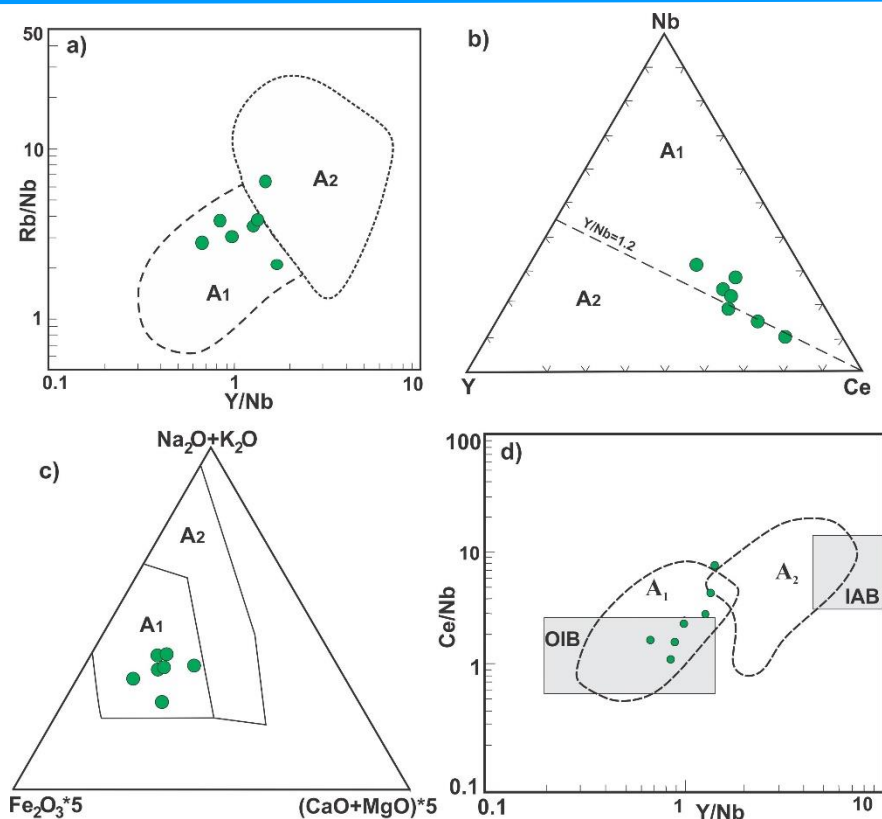 a)
50
10
1
Rb/Nb
A2
A1
0.1
1
10
Y/Nb
b)
Nb
A1
Y/Nb=1.2
A2
Y
Ce
c)
Na₂O+K₂O
A2
A1
Fe₂O₃*5
(CaO+MgO)*5
d)
100
10
1
0.1
Ce/Nb
A₁
A₂
OIB
IAB
0.1
1
10
Y/Nb